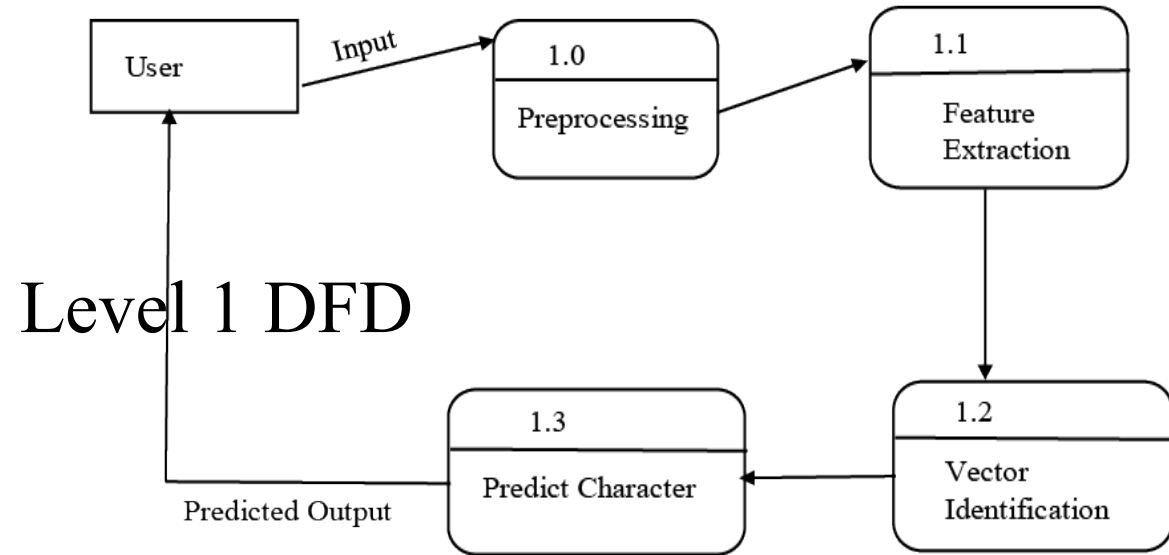 User
Input
1.0
Preprocessing
1.1
Feature
Extraction
Level 1 DFD
1.2
Vector
Identification
1.3
Predict Character
Predicted Output